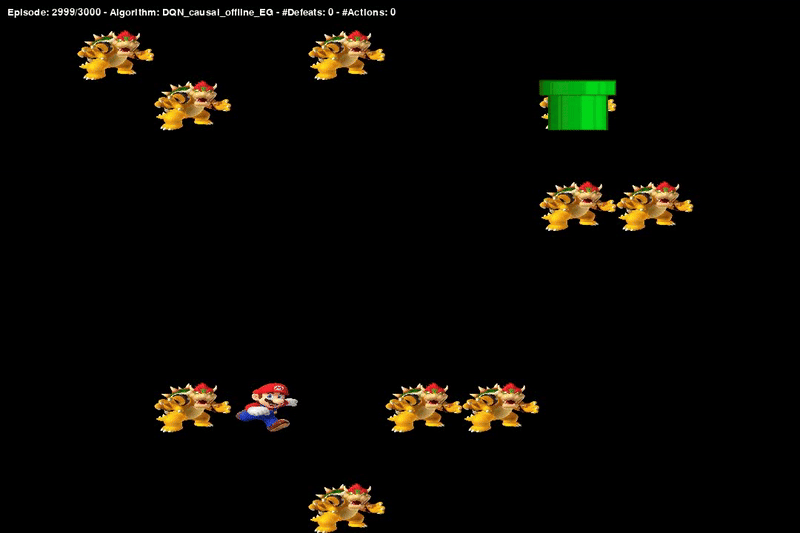 Episode: 2999/3000 - Algorithm: DQN_causal_offline_EG - #Defeats: 0 - #Actions: 0